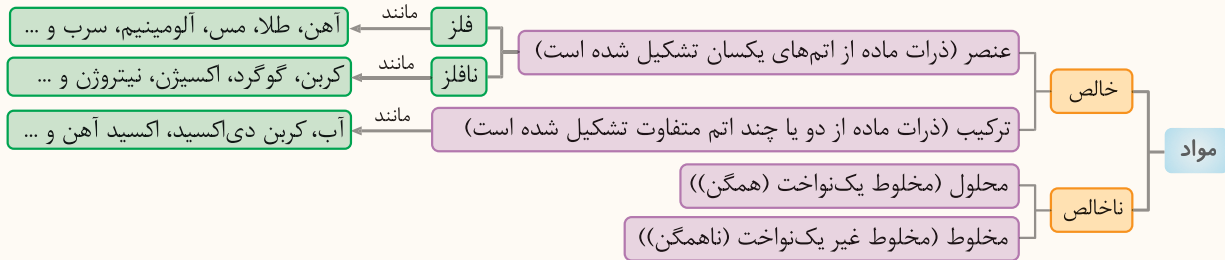 مواد
خالص
عنصر (ذرات ماده از اتم‌های یکسان تشکیل شده است)
فلز
مانند
آهن، طلا، مس، آلومینیم، سرب و ...
نافلز
مانند
کربن، گوگرد، اکسیژن، نیتروژن و ...
ترکیب (ذرات ماده از دو یا چند اتم متفاوت تشکیل شده است)
مانند
آب، کربن دی‌اکسید، اکسید آهن و ...
ناخالص
محلول (مخلوط یک‌نواخت (همگن))
مخلوط (مخلوط غیر یک‌نواخت (ناهمگن))